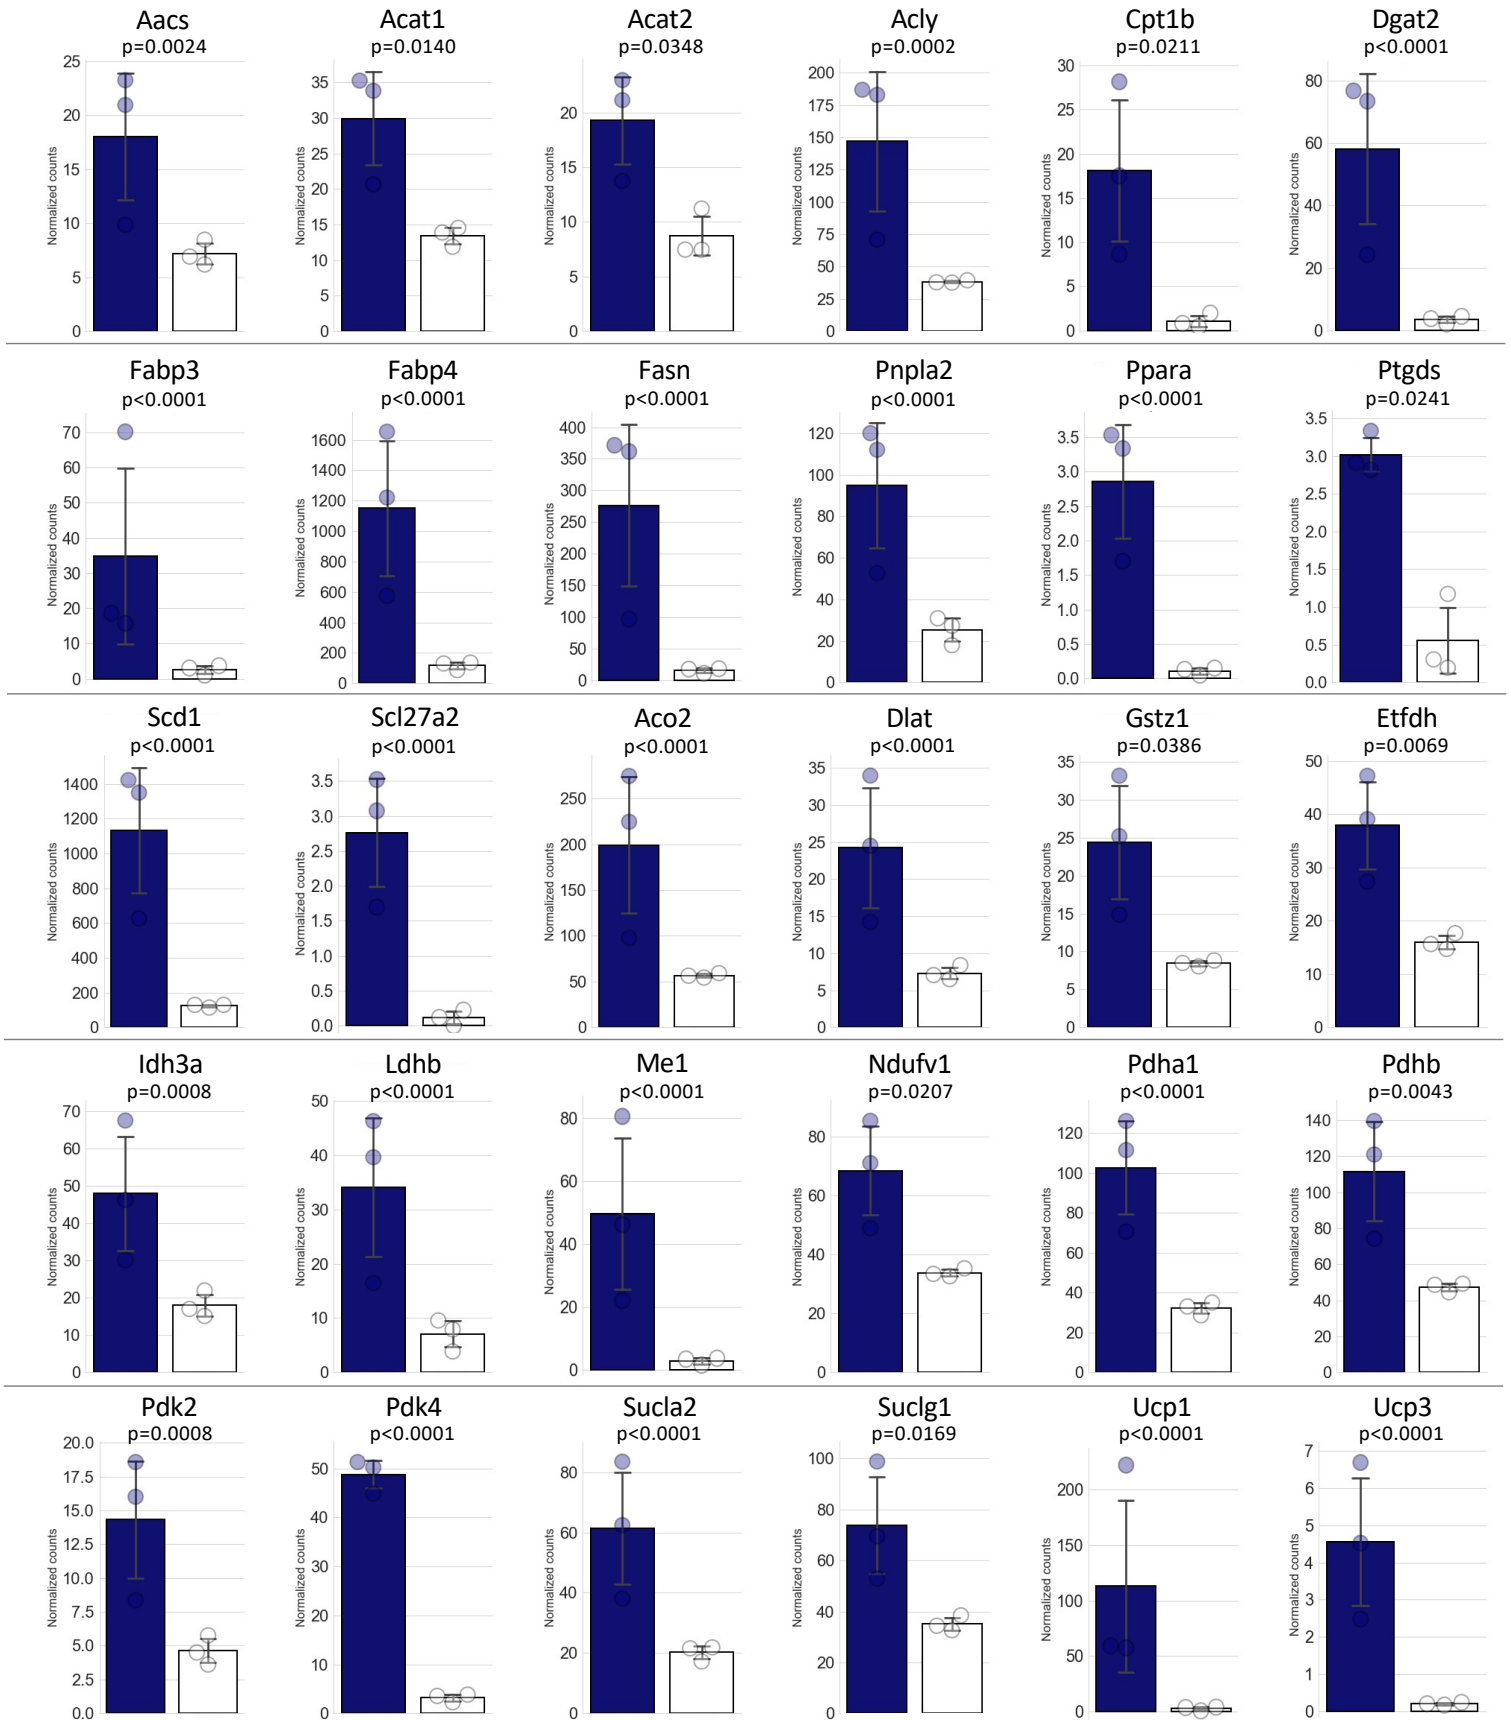 Aacs Acat1 Acat2 Acly Cpt1b Dgat2
p=0.0024 p=0.0140 p=0.0348 p=0.0002 p=0.0211 p<0.0001
Normalized counts Normalized counts Normalized counts Normalized counts Normalized counts Normalized counts
25 20 15 10 5 0
35 30 25 20 15 10 5 0
20 15 10 5 0
200 175 150 125 100 75 50 25 0
30 25 20 15 10 5 0
80 60 40 20 0
Fabp3 Fabp4 Fasn Pnpla2 Ppara Ptgds
p<0.0001 p<0.0001 p<0.0001 p<0.0001 p<0.0001 p=0.0241
Normalized counts Normalized counts Normalized counts Normalized counts Normalized counts Normalized counts
70 60 50 40 30 20 10 0
1600 1400 1200 1000 800 600 400 200 0
400 350 300 250 200 150 100 50 0
120 100 80 60 40 20 0
3.5 3.0 2.5 2.0 1.5 1.0 0.5 0.0
3.5 3.0 2.5 2.0 1.5 1.0 0.5 0.0
Scd1 Scl27a2 Aco2 Dlat Gstz1 Etfdh
p<0.0001 p<0.0001 p<0.0001 p<0.0001 p=0.0386 p=0.0069
Normalized counts Normalized counts Normalized counts Normalized counts Normalized counts Normalized counts
1400 1200 1000 800 600 400 200 0
3.5 3.0 2.5 2.0 1.5 1.0 0.5 0.0
250 200 150 100 50 0
35 30 25 20 15 10 5 0
35 30 25 20 15 10 5 0
50 40 30 20 10 0
Idh3a Ldhb Me1 Ndufv1 Pdha1 Pdhb
p=0.0008 p<0.0001 p<0.0001 p=0.0207 p<0.0001 p=0.0043
Normalized counts Normalized counts Normalized counts Normalized counts Normalized counts Normalized counts
70 60 50 40 30 20 10 0
50 40 30 20 10 0
80 60 40 20 0
80 60 40 20 0
120 100 80 60 40 20 0
140 120 100 80 60 40 20 0
Pdk2 Pdk4 Sucla2 Suclg1 Ucp1 Ucp3
p=0.0008 p<0.0001 p<0.0001 p=0.0169 p<0.0001 p<0.0001
Normalized counts Normalized counts Normalized counts Normalized counts Normalized counts Normalized counts
20.0 17.5 15.0 12.5 10.0 7.5 5.0 2.5 0.0
50 40 30 20 10 0
80 60 40 20 0
100 80 60 40 20 0
200 150 100 50 0
7 6 5 4 3 2 1 0